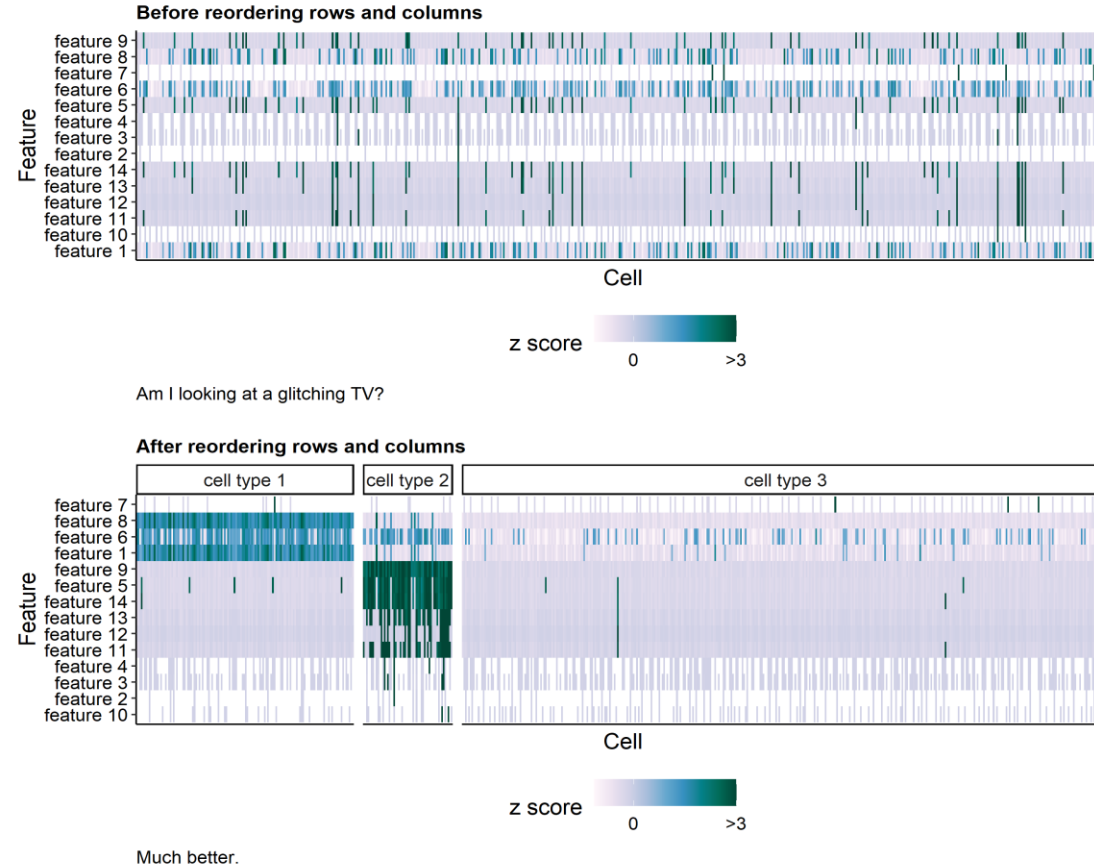 Before reordering rows and columns
feature 9
feature 8
feature 7
feature 6
feature 5
feature 4
feature 3
feature 2
feature 14
feature 13
feature 12
feature 11
feature 10
feature 1
Feature
Cell
z score
0
>3
Am I looking at a glitching TV?
After reordering rows and columns
cell type 1
cell type 2
cell type 3
feature 7
feature 8
feature 6
feature 1
feature 9
feature 5
feature 14
feature 13
feature 12
feature 11
feature 4
feature 3
feature 2
feature 10
Feature
Cell
z score
0
>3
Much better.